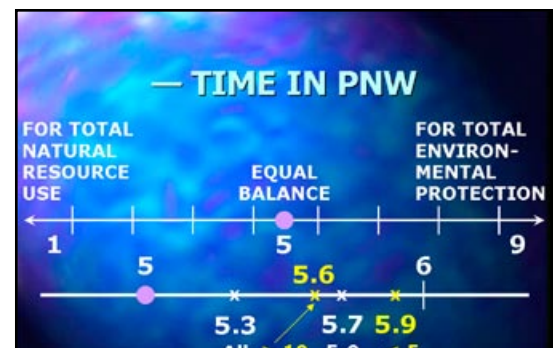 — TIME IN PNW
FOR TOTAL
NATURAL
RESOURCE
USE
EQUAL
BALANCE
FOR TOTAL
ENVIRON-
MENTAL
PROTECTION
1
5
9
5
5.6
6
5.3
5.7
5.9